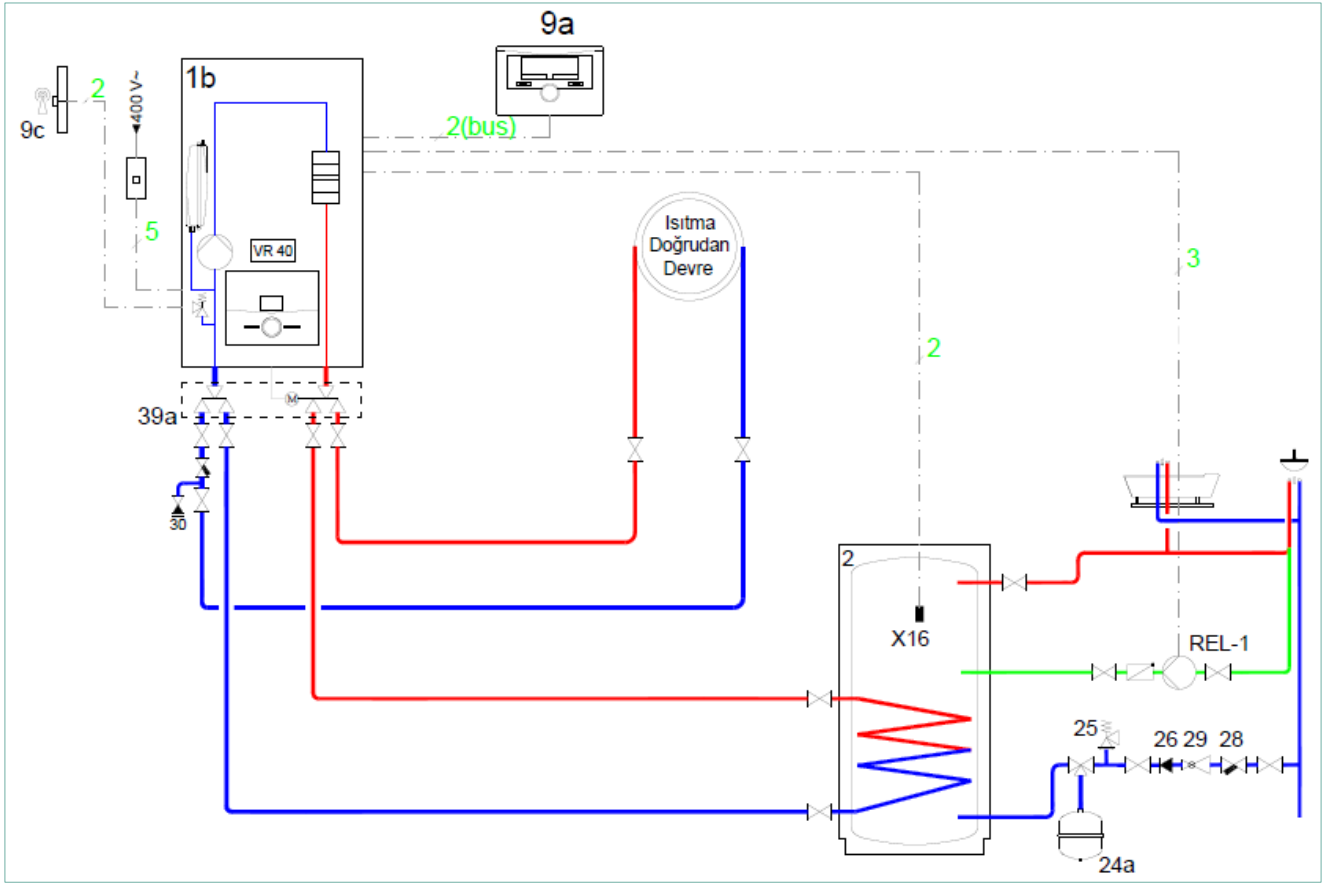 9a
1b
2
400 V~
9c
2(bus)
5
VR 40
Isıtma
Doğrudan
Devre
3
2
M
39a
30
2
X16
REL-1
25
26 29 28
24a